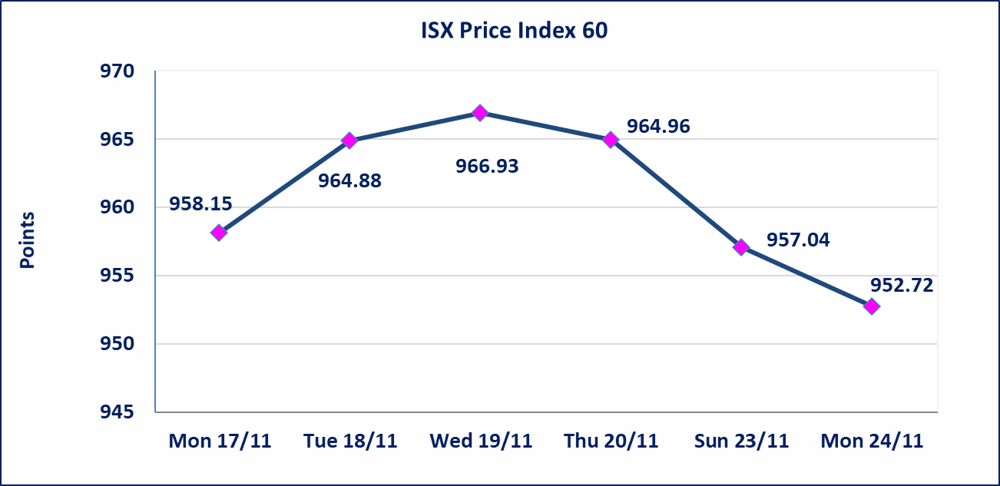 ISX Price Index 60
970
965
960
955
950
945
Points
958.15
964.88
966.93
964.96
957.04
952.72
Mon 17/11
Tue 18/11
Wed 19/11
Thu 20/11
Sun 23/11
Mon 24/11